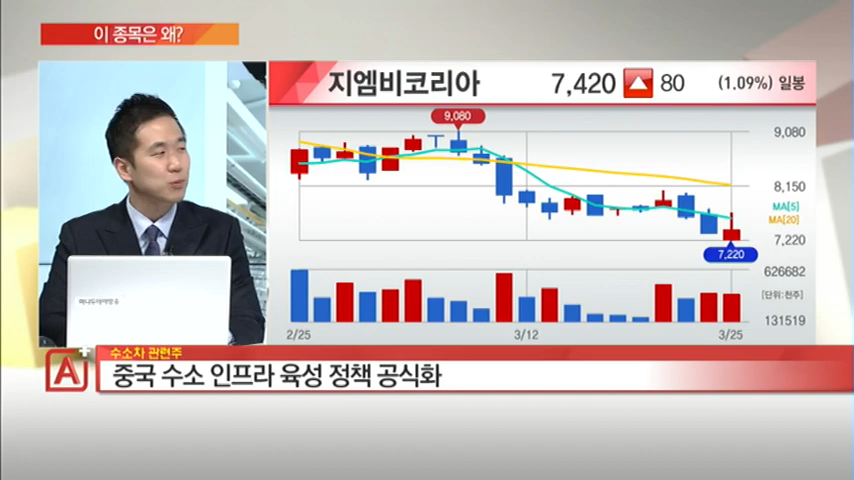 이 종목은 왜?
지엠비코리아 7,420 80 (1.09%) 일봉
9,080
9,080
8,150
MA[5]
MA[20]
7,220
7,220
626682
[단위:천주]
131519
2/25 3/12 3/25
A+
수소차 관련주
중국 수소 인프라 육성 정책 공식화